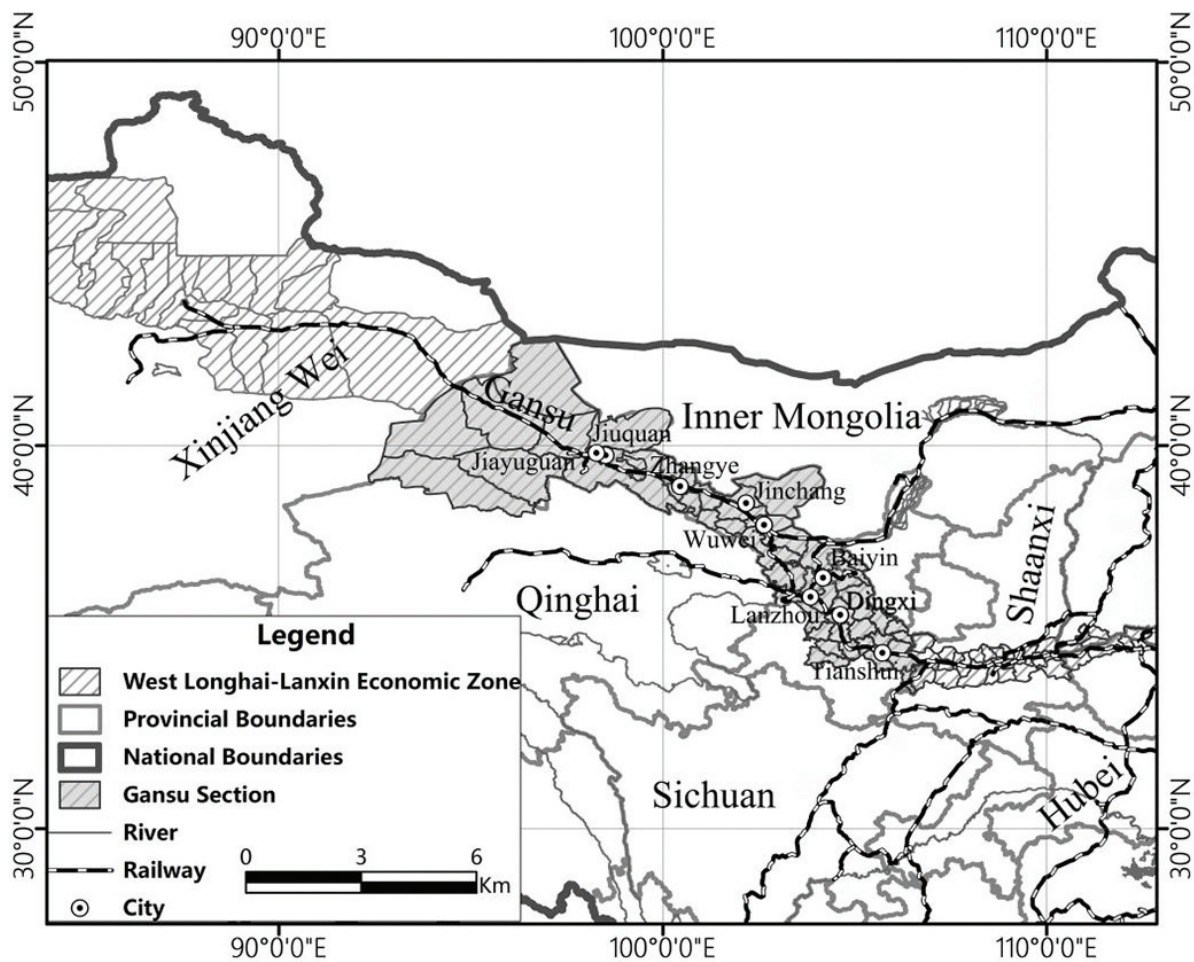 90°0'0"E
100°0'0"E
110°0'0"E
50°0'0"N
50°0'0"N
Xinjiang Wei
Gansu
Inner Mongolia
Jiuquan
40°0'0"N
40°0'0"N
Jiayuguan
Zhangye
Jinchang
Wuwei
Baiyin
Shaanxi
Qinghai
Lanzhou
Dingxi
Tianshui
Sichuan
Hubei
30°0'0"N
30°0'0"N
Legend
West Longhai-Lanxin Economic Zone
Provincial Boundaries
National Boundaries
Gansu Section
River
Railway
City
0 3 6
Km
90°0'0"E
100°0'0"E
110°0'0"E